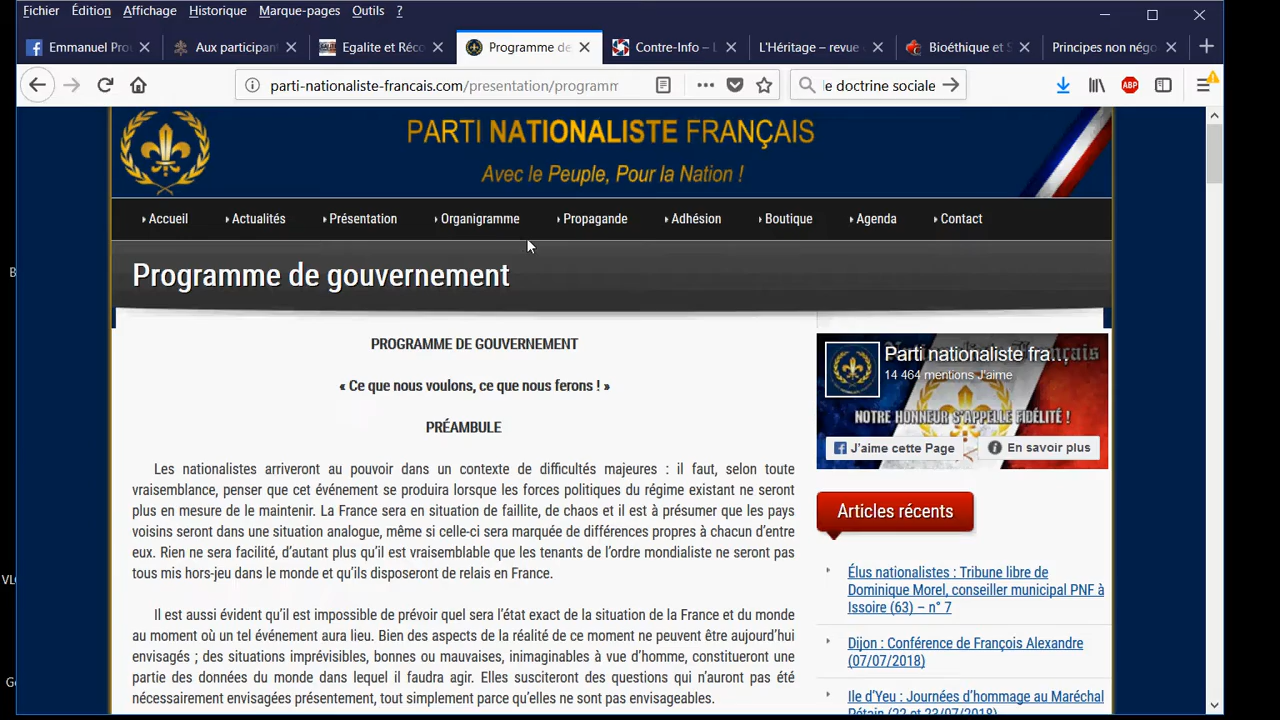 Fichier Édition Affichage Historique Marque-pages Outils ?
Emmanuel Pro Aux participan Egalite et Réco Programme de Contre-Info – L L'Héritage – revue Bioéthique et S Principes non négo
parti-nationaliste-francais.com/presentation/programm
le doctrine sociale
ABP
PARTI NATIONALISTE FRANÇAIS
Avec le Peuple, Pour la Nation !
Accueil Actualités Présentation Organigramme Propagande Adhésion Boutique Agenda Contact
Programme de gouvernement
PROGRAMME DE GOUVERNEMENT
« Ce que nous voulons, ce que nous ferons ! »
PRÉAMBULE
Les nationalistes arriveront au pouvoir dans un contexte de difficultés majeures : il faut, selon toute
vraisemblance, penser que cet événement se produira lorsque les forces politiques du régime existant ne seront
plus en mesure de le maintenir. La France sera en situation de faillite, de chaos et il est à présumer que les pays
voisins seront dans une situation analogue, même si celle-ci sera marquée de différences propres à chacun d'entre
eux. Rien ne sera facilité, d'autant plus qu'il est vraisemblable que les tenants de l'ordre mondialiste ne seront pas
tous mis hors-jeu dans le monde et qu'ils disposeront de relais en France.
Il est aussi évident qu'il est impossible de prévoir quel sera l'état exact de la situation de la France et du monde
au moment où un tel événement aura lieu. Bien des aspects de la réalité de ce moment ne peuvent être aujourd'hui
envisagés ; des situations imprévisibles, bonnes ou mauvaises, inimaginables à vue d'homme, constitueront une
partie des données du monde dans lequel il faudra agir. Elles susciteront des questions qui n'auront pas été
nécessairement envisagées présentement, tout simplement parce qu'elles ne sont pas envisageables.
Parti nationaliste fra...
14 464 mentions J'aime
NOTRE HONNEUR S'APPELLE FIDÉLITÉ !
J'aime cette Page
En savoir plus
Articles récents
Élus nationalistes : Tribune libre de
Dominique Morel, conseiller municipal PNF à
Issoire (63) – n° 7
Dijon : Conférence de François Alexandre
(07/07/2018)
Ile d'Yeu : Journées d'hommage au Maréchal
Pétain (22 et 23/07/2018)